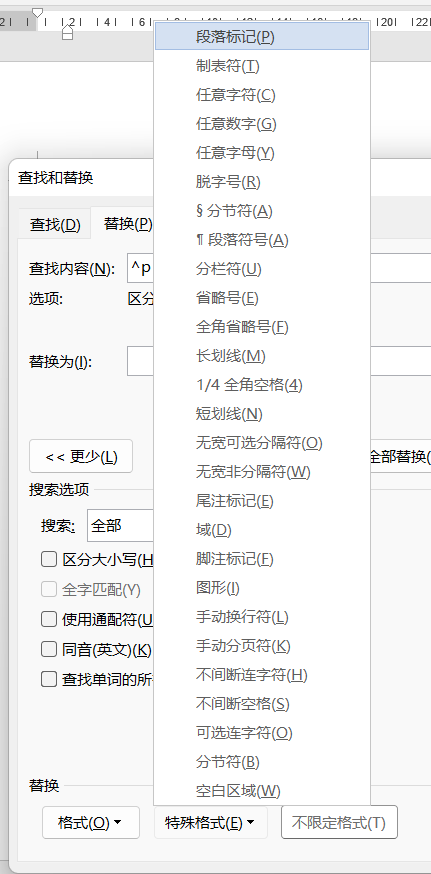 2 2 4 6 8 10 12 14 16 18 20 22
段落标记(P)
制表符(T)
任意字符(C)
任意数字(G)
任意字母(Y)
脱字号(R)
§ 分节符(A)
¶ 段落符号(A)
分栏符(U)
省略号(E)
全角省略号(F)
长划线(M)
1/4 全角空格(4)
短划线(N)
无宽可选分隔符(O)
无宽非分隔符(W)
尾注标记(E)
域(D)
脚注标记(F)
图形(I)
手动换行符(L)
手动分页符(K)
不间断连字符(H)
不间断空格(S)
可选连字符(O)
分节符(B)
空白区域(W)
查找和替换
查找(D) 替换(P)
查找内容(N): ^p
选项: 区分
替换为(I):
<< 更少(L) 全部替换(
搜索选项
搜索: 全部
区分大小写(H
全字匹配(Y)
使用通配符(U
同音(英文)(K)
查找单词的所
替换
格式(O) 特殊格式(E) 不限定格式(T)